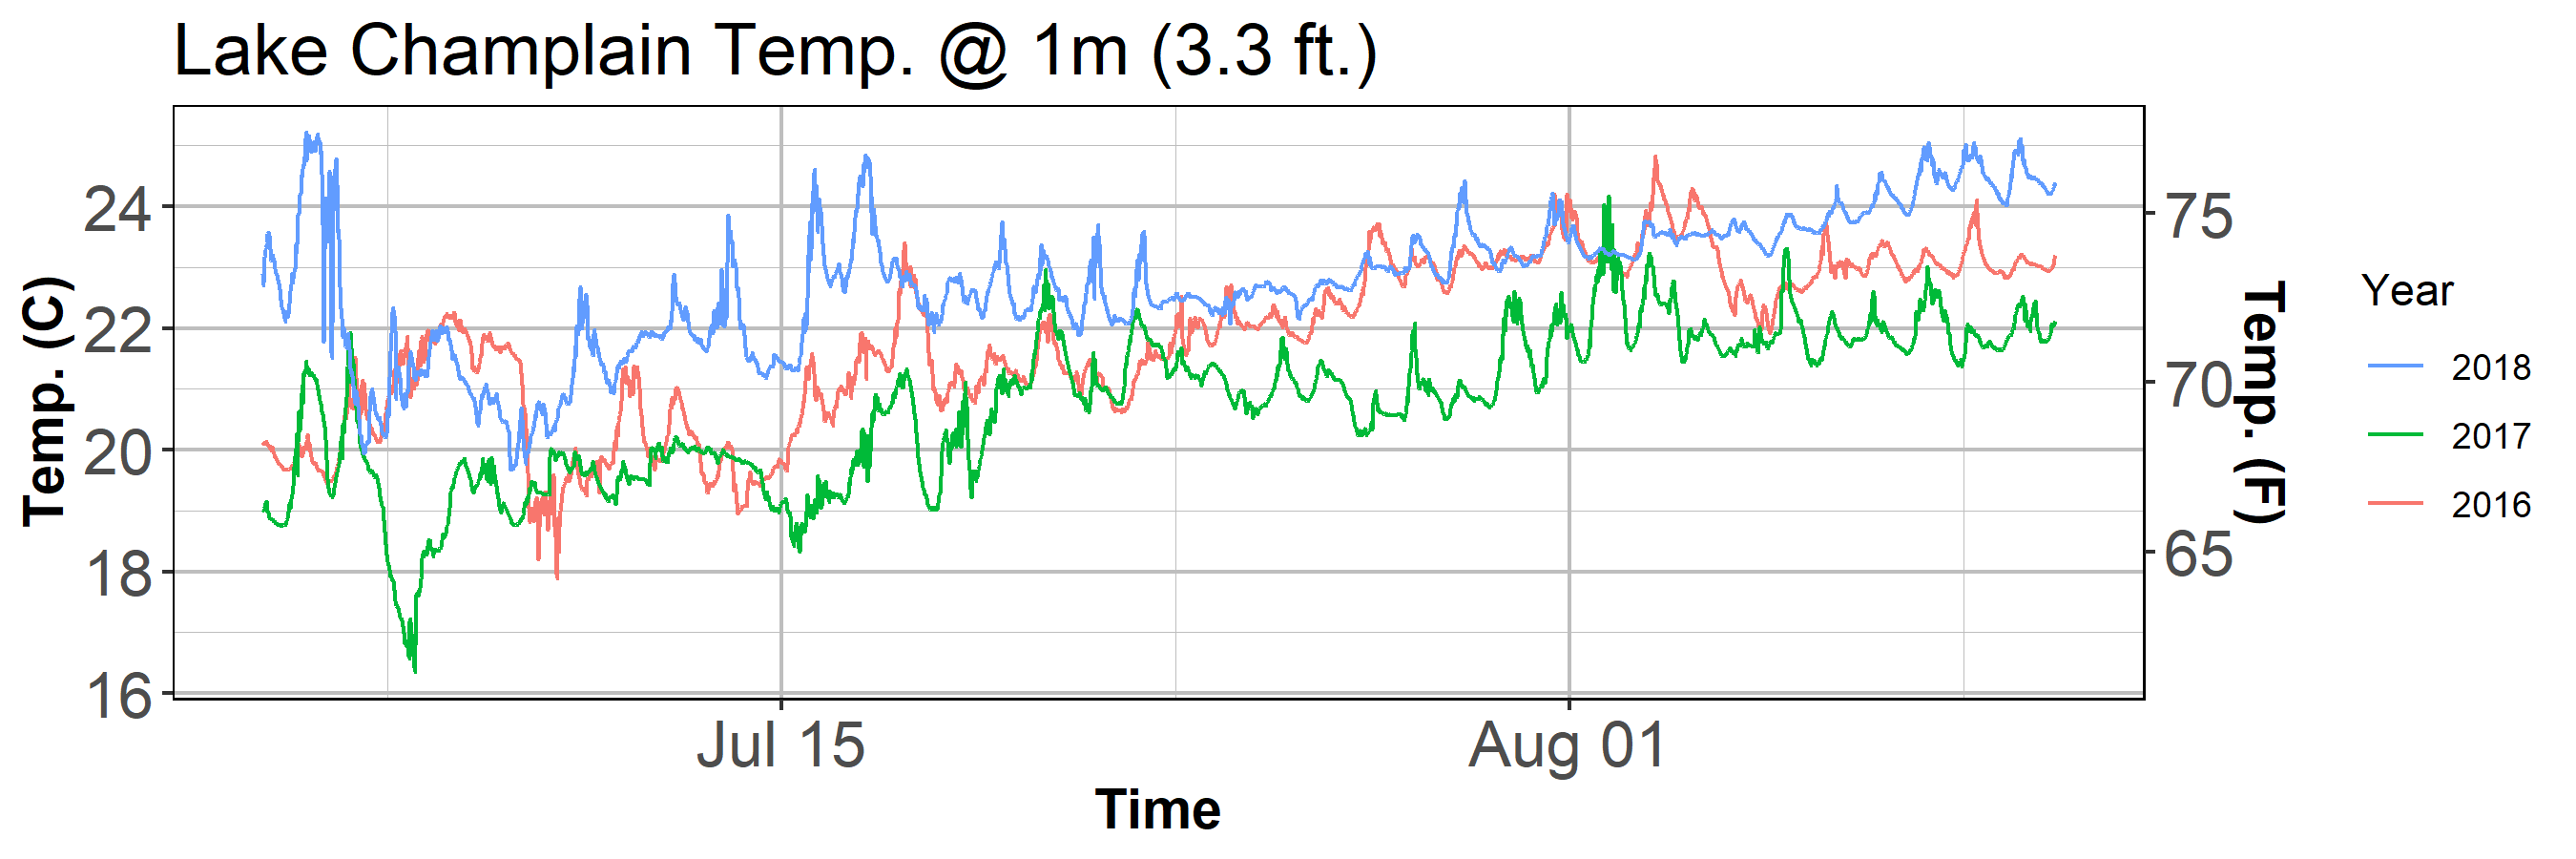 Lake Champlain Temp. @ 1m (3.3 ft.)
Temp. (C)
24
22
20
18
16
75
70
65
Temp. (F)
Jul 15
Aug 01
Time
Year
2018
2017
2016